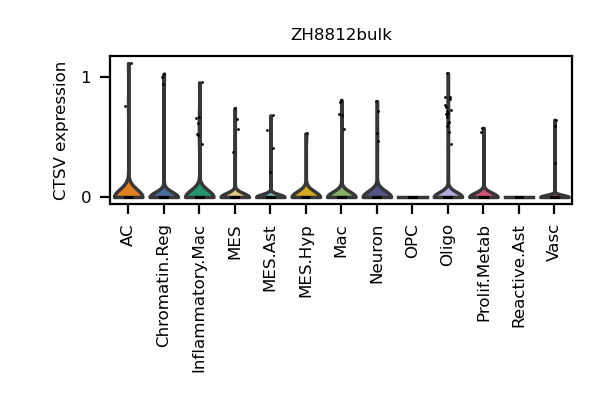 ZH8812bulk
CTSV expression
1
0
AC
Chromatin.Reg
Inflammatory.Mac
MES
MES.Ast
MES.Hyp
Mac
Neuron
OPC
Oligo
Prolif.Metab
Reactive.Ast
Vasc